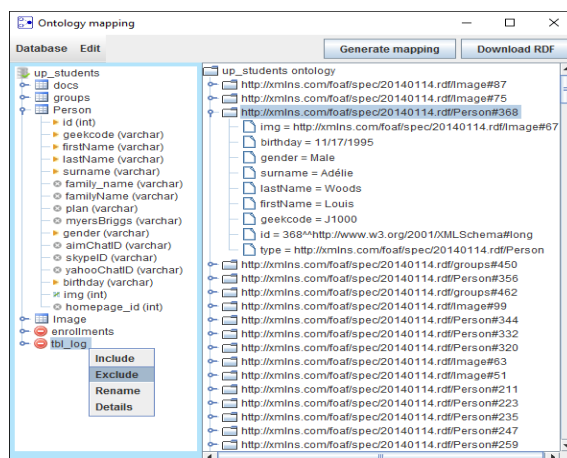 Ontology mapping
Database Edit
Generate mapping
Download RDF
up_students
docs
groups
Person
id (int)
geekcode (varchar)
firstName (varchar)
lastName (varchar)
surname (varchar)
family_name (varchar)
familyName (varchar)
plan (varchar)
myersBriggs (varchar)
gender (varchar)
aimChatID (varchar)
skypeID (varchar)
yahooChatID (varchar)
birthday (varchar)
img (int)
homepage_id (int)
Image
enrollments
tbl_log
Include
Exclude
Rename
Details
up_students ontology
http://xmlns.com/foaf/spec/20140114.rdf/Image#87
http://xmlns.com/foaf/spec/20140114.rdf/Image#75
http://xmlns.com/foaf/spec/20140114.rdf/Person#368
img = http://xmlns.com/foaf/spec/20140114.rdf/Image#67
birthday = 11/17/1995
gender = Male
surname = Adélie
lastName = Woods
firstName = Louis
geekcode = J1000
id = 368^^http://www.w3.org/2001/XMLSchema#long
type = http://xmlns.com/foaf/spec/20140114.rdf/Person
http://xmlns.com/foaf/spec/20140114.rdf/groups#450
http://xmlns.com/foaf/spec/20140114.rdf/Person#356
http://xmlns.com/foaf/spec/20140114.rdf/groups#462
http://xmlns.com/foaf/spec/20140114.rdf/Image#99
http://xmlns.com/foaf/spec/20140114.rdf/Person#344
http://xmlns.com/foaf/spec/20140114.rdf/Person#332
http://xmlns.com/foaf/spec/20140114.rdf/Person#320
http://xmlns.com/foaf/spec/20140114.rdf/Image#63
http://xmlns.com/foaf/spec/20140114.rdf/Image#51
http://xmlns.com/foaf/spec/20140114.rdf/Person#211
http://xmlns.com/foaf/spec/20140114.rdf/Person#223
http://xmlns.com/foaf/spec/20140114.rdf/Person#235
http://xmlns.com/foaf/spec/20140114.rdf/Person#247
http://xmlns.com/foaf/spec/20140114.rdf/Person#259